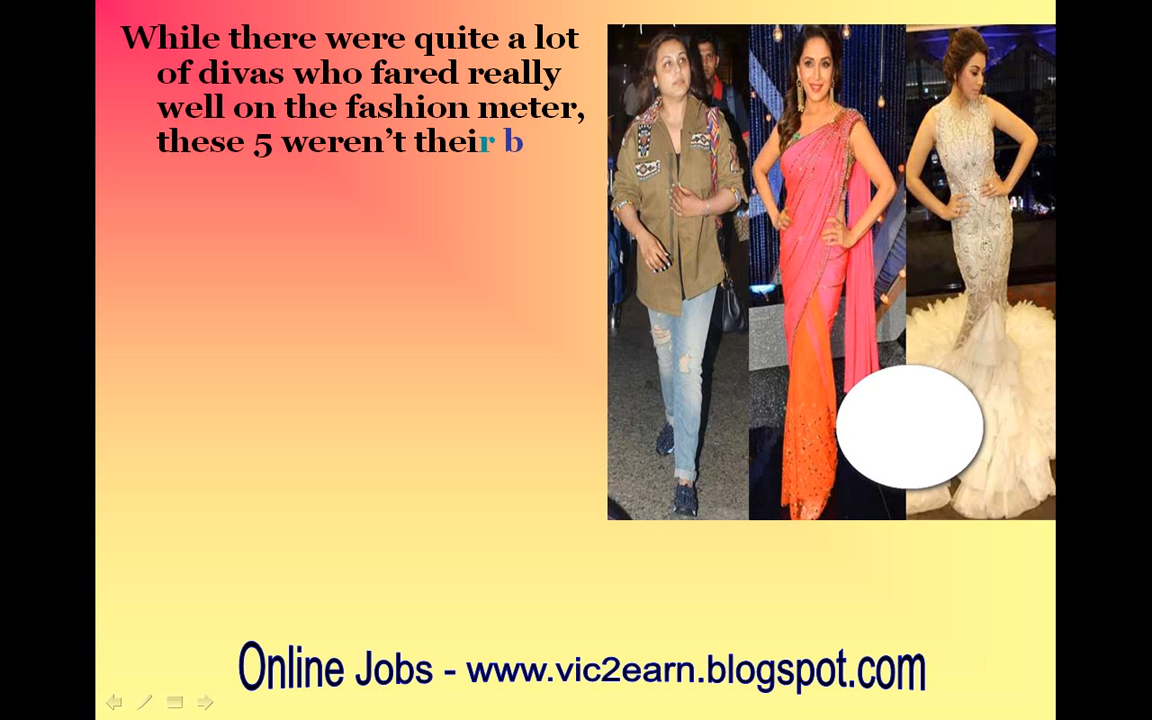 While there were quite a lot
of divas who fared really
well on the fashion meter,
these 5 weren’t their b
Online Jobs - www.vic2earn.blogspot.com